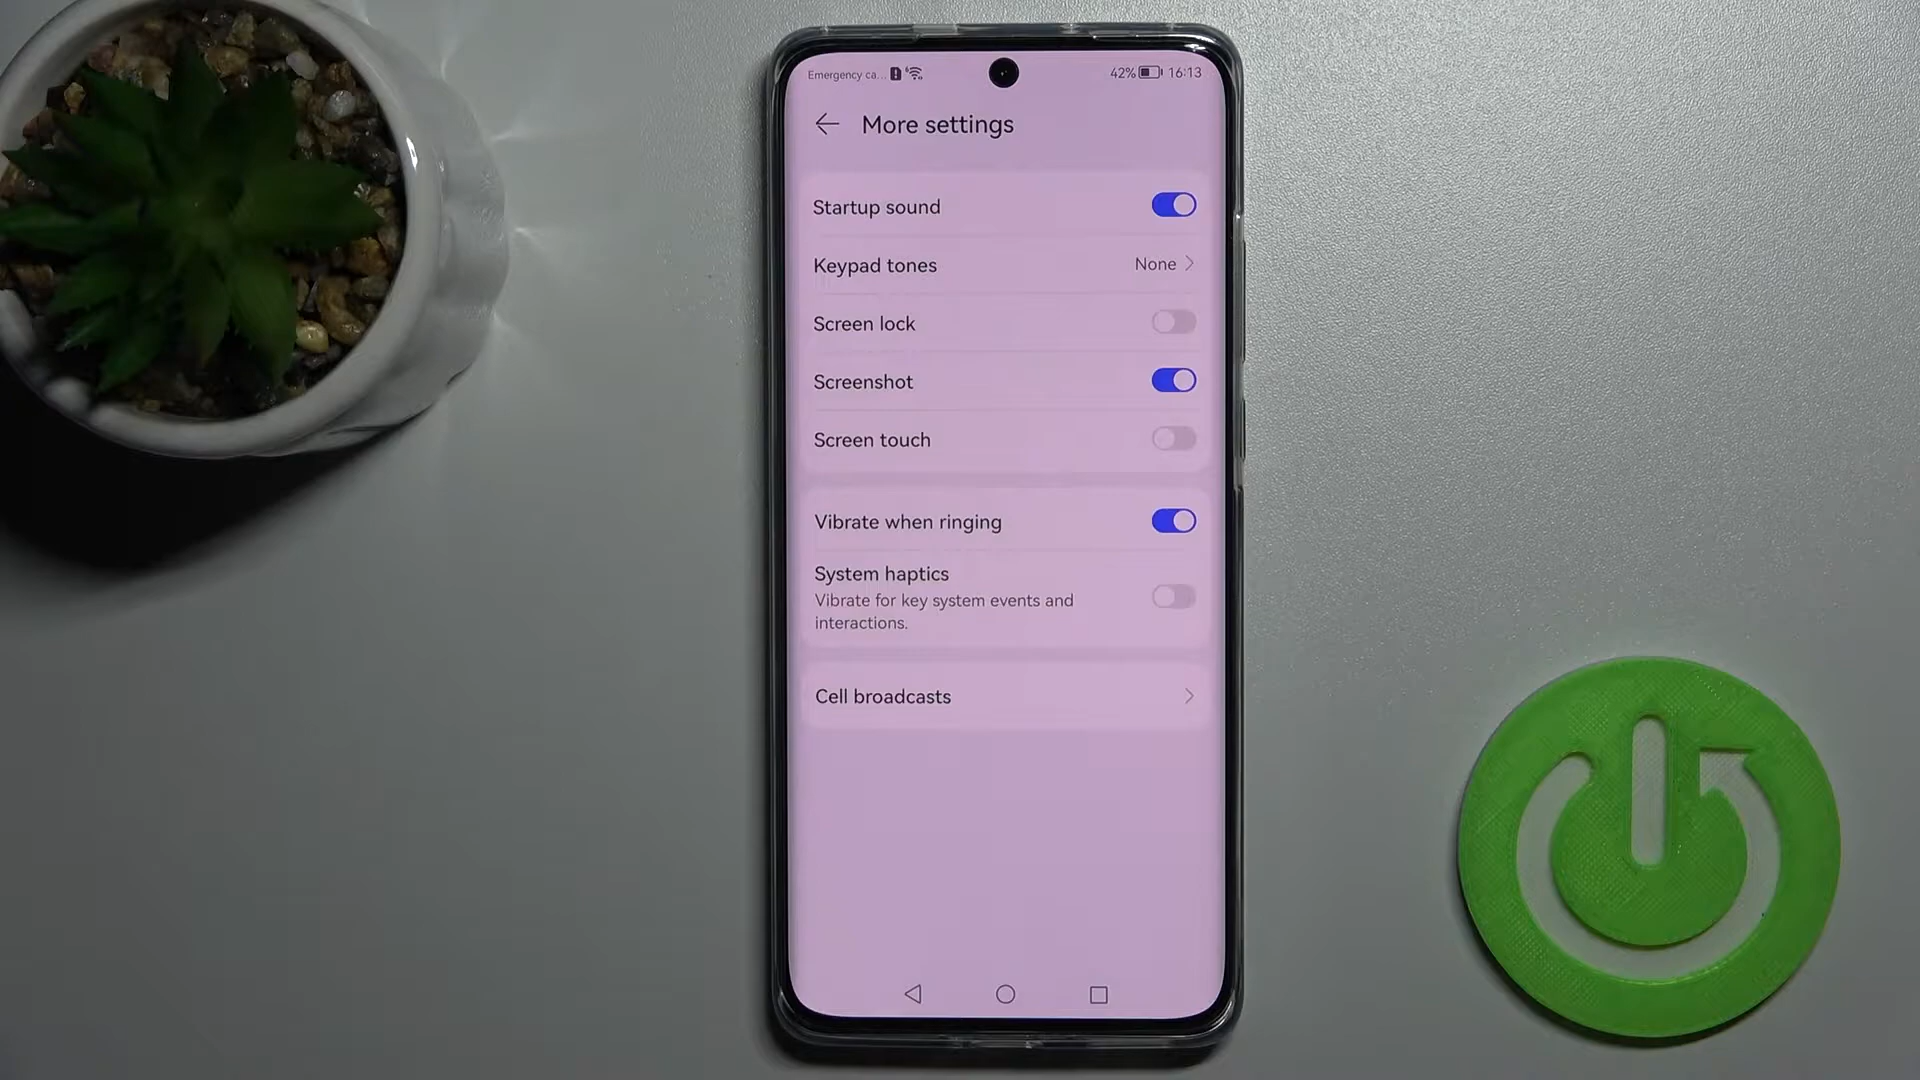 Emergency ca... 42% 16:13
More settings
Startup sound
Keypad tones None
Screen lock
Screenshot
Screen touch
Vibrate when ringing
System haptics
Vibrate for key system events and
interactions.
Cell broadcasts